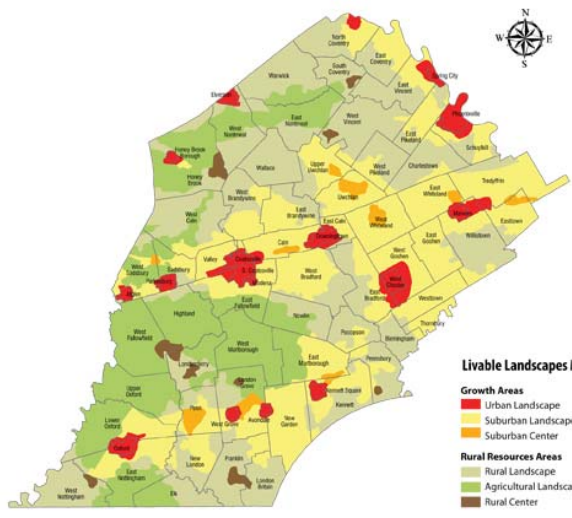 N
W E
S
North
Coventry
East
Coventry
South
Coventry
Spring City
Warwick
East
Vincent
Elverson
East
Nantmeal
West
Vincent
Phoenixville
West
Nantmeal
East
Pikeland
Schuylkill
Honey Brook
Borough
Honey
Brook
Wallace
Upper
Uwchlan
West
Pikeland
Charlestown
Uwchlan
Tredyffrin
West
Brandywine
East
Brandywine
West
Whiteland
East
Whiteland
Malvern
Easttown
West
Caln
East Caln
Downingtown
Willistown
West
Sadsbury
Sadsbury
Valley
Caln
Coatesville
S. Coatesville
Modena
West
Bradford
West
Goshen
East
Goshen
West
Chester
Parkesburg
Atglen
East
Bradford
Westtown
Thornbury
East
Fallowfield
Highland
Newlin
West
Fallowfield
West
Marlborough
Pocopson
Birmingham
Londonderry
East
Marlborough
Pennsbury
Upper
Oxford
London
Grove
Kennett Square
Kennett
Lower
Oxford
Penn
West Grove
Avondale
New
Garden
Oxford
New
London
Franklin
London
Britain
East
Nottingham
West
Nottingham
Elk
Livable Landscapes
Growth Areas
Urban Landscape
Suburban Landscape
Suburban Center
Rural Resources Areas
Rural Landscape
Agricultural Landsca
Rural Center